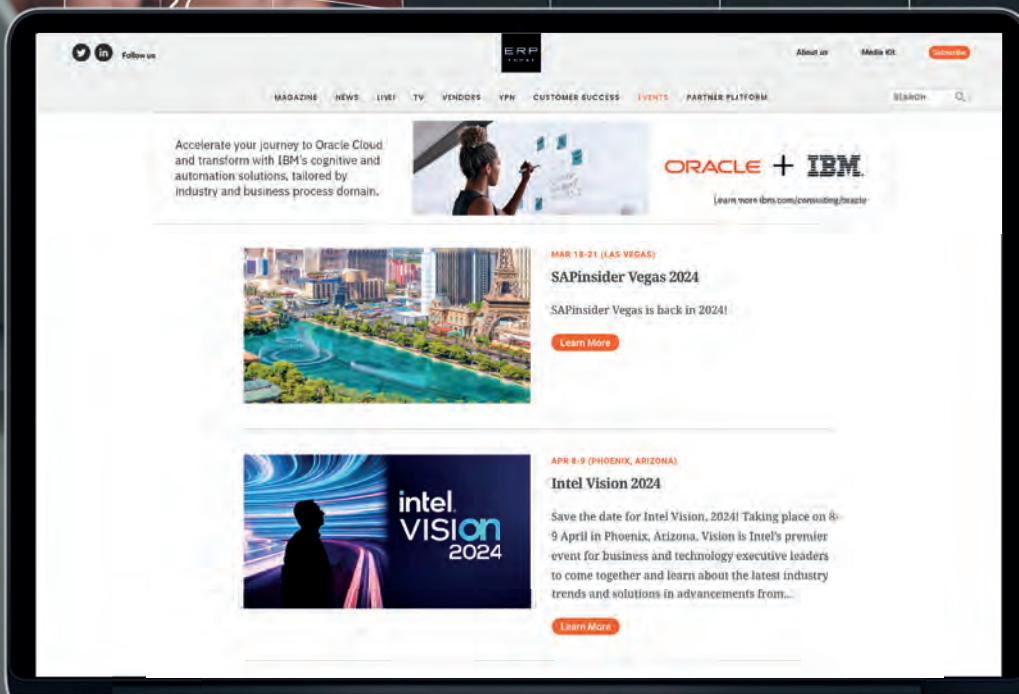 Follow us
ERP
TODAY
About us
Media Kit
Subscribe
MAGAZINE NEWS LIVE! TV VENDORS VPN CUSTOMER SUCCESS EVENTS PARTNER PLATFORM
SEARCH
Accelerate your journey to Oracle Cloud
and transform with IBM's cognitive and
automation solutions, tailored by
industry and business process domain.
ORACLE + IBM.
Learn more ibm.com/consulting/oracle
MAR 18-21 (LAS VEGAS)
SAPinsider Vegas 2024
SAPinsider Vegas is back in 2024!
Learn More
intel.
VISION
2024
APR 8-9 (PHOENIX, ARIZONA)
Intel Vision 2024
Save the date for Intel Vision, 2024! Taking place on 8-
9 April in Phoenix, Arizona, Vision is Intel's premier
event for business and technology executive leaders
to come together and learn about the latest industry
trends and solutions in advancements from...
Learn More